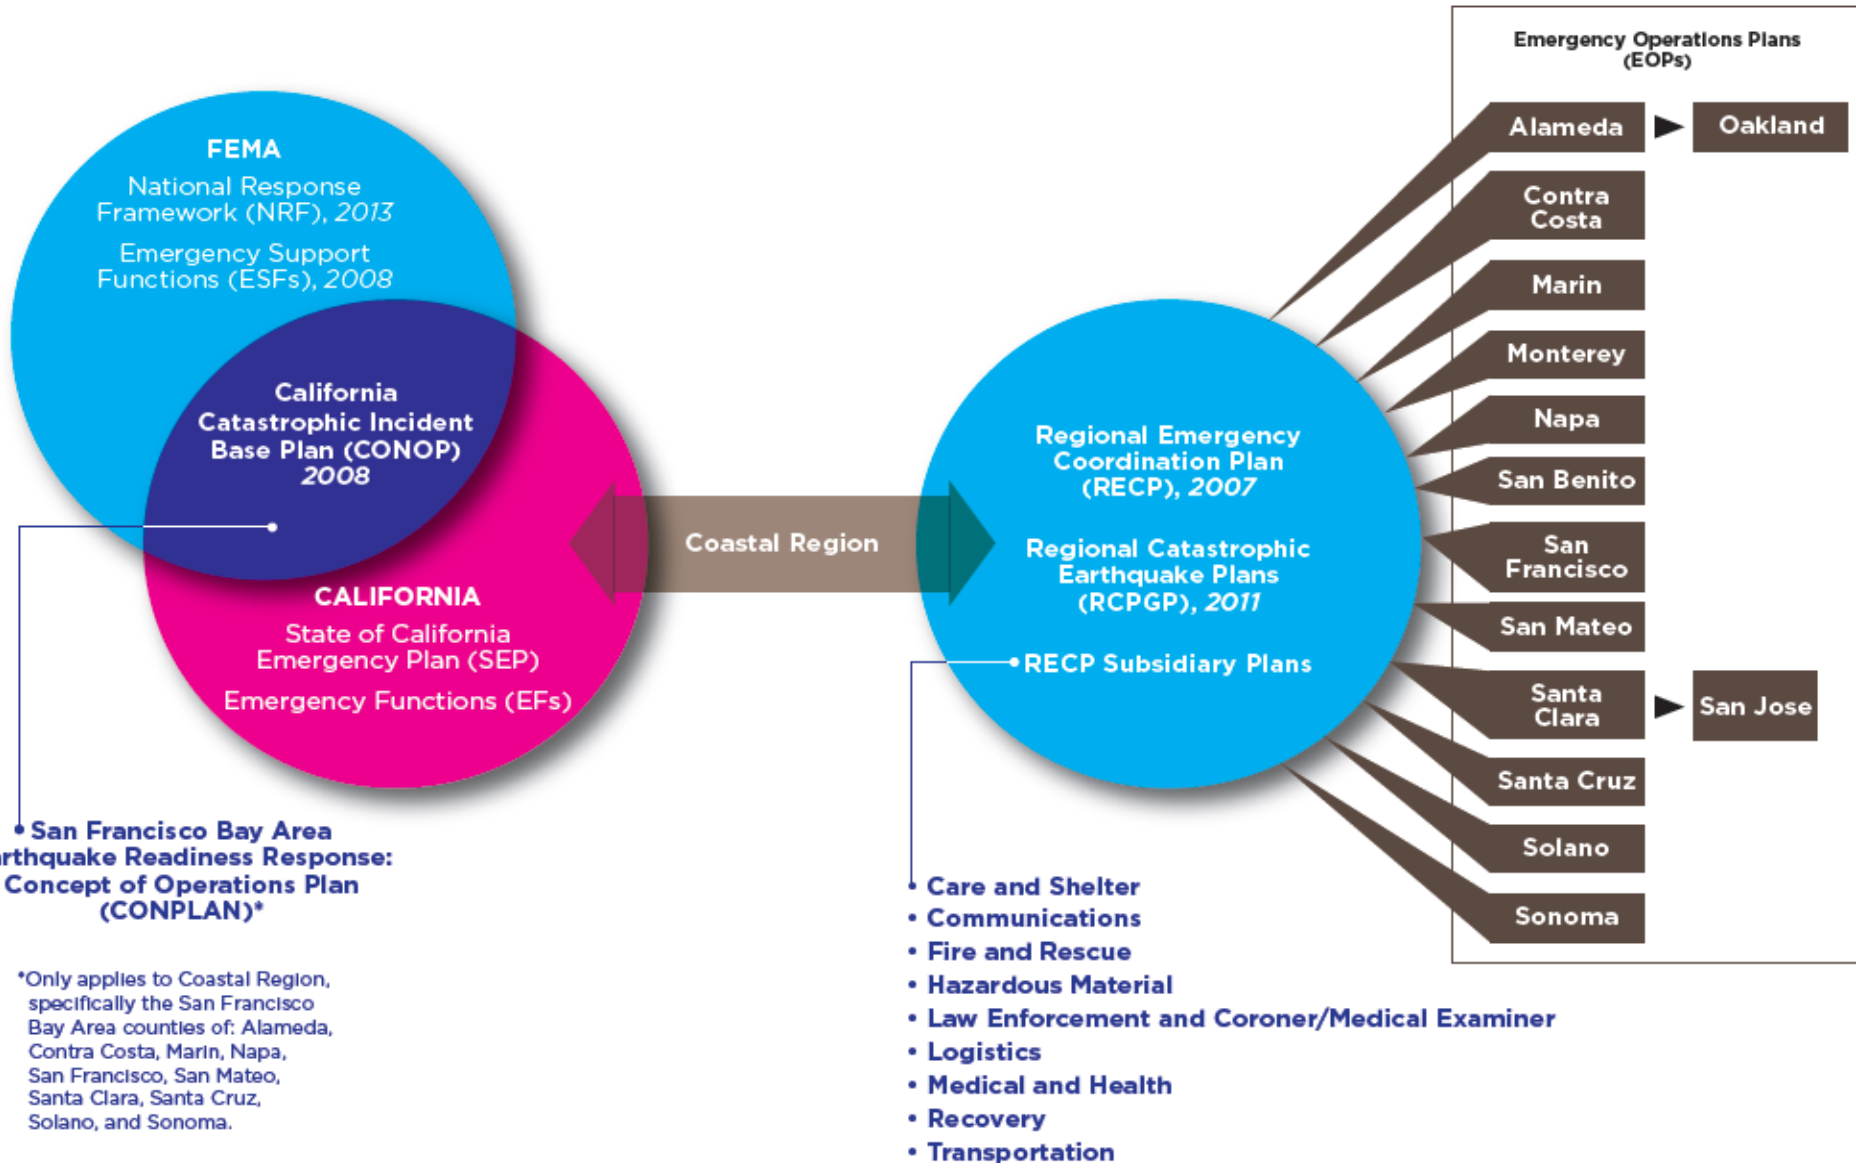 FEMA
National Response
Framework (NRF), 2013
Emergency Support
Functions (ESFs), 2008
California
Catastrophic Incident
Base Plan (CONOP)
2008
CALIFORNIA
State of California
Emergency Plan (SEP)
Emergency Functions (EFs)
• San Francisco Bay Area
arthquake Readiness Response:
Concept of Operations Plan
(CONPLAN)*
*Only applies to Coastal Region,
specifically the San Francisco
Bay Area counties of: Alameda,
Contra Costa, Marin, Napa,
San Francisco, San Mateo,
Santa Clara, Santa Cruz,
Solano, and Sonoma.
Coastal Region
Regional Emergency
Coordination Plan
(RECP), 2007
Regional Catastrophic
Earthquake Plans
(RCPGP), 2011
RECP Subsidiary Plans
• Care and Shelter
• Communications
• Fire and Rescue
• Hazardous Material
• Law Enforcement and Coroner/Medical Examiner
• Logistics
• Medical and Health
• Recovery
• Transportation
Emergency Operations Plans
(EOPs)
Alameda
Oakland
Contra
Costa
Marin
Monterey
Napa
San Benito
San
Francisco
San Mateo
Santa
Clara
San Jose
Santa Cruz
Solano
Sonoma